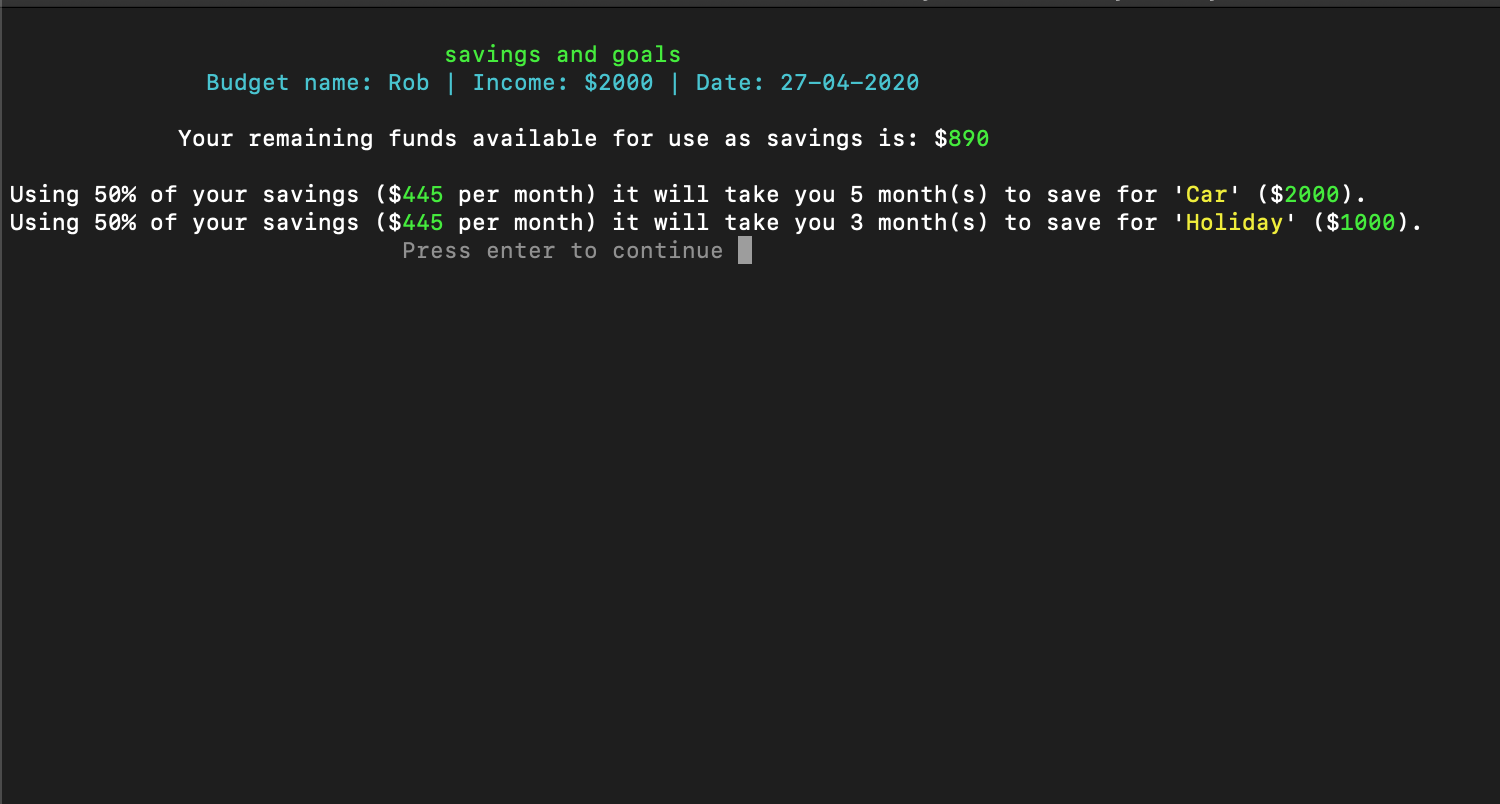 savings and goals
Budget name: Rob | Income: $2000 | Date: 27-04-2020
Your remaining funds available for use as savings is: $890
Using 50% of your savings ($445 per month) it will take you 5 month(s) to save for 'Car' ($2000).
Using 50% of your savings ($445 per month) it will take you 3 month(s) to save for 'Holiday' ($1000).
Press enter to continue